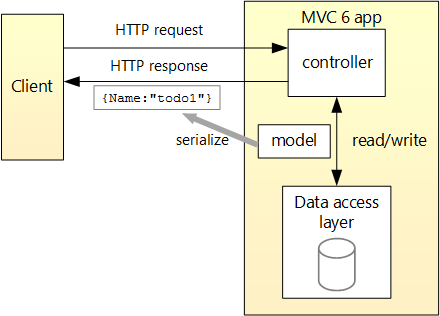 MVC 6 app
HTTP request
controller
HTTP response
Client
{Name:"todo1"}
serialize
model
read/write
Data access
layer